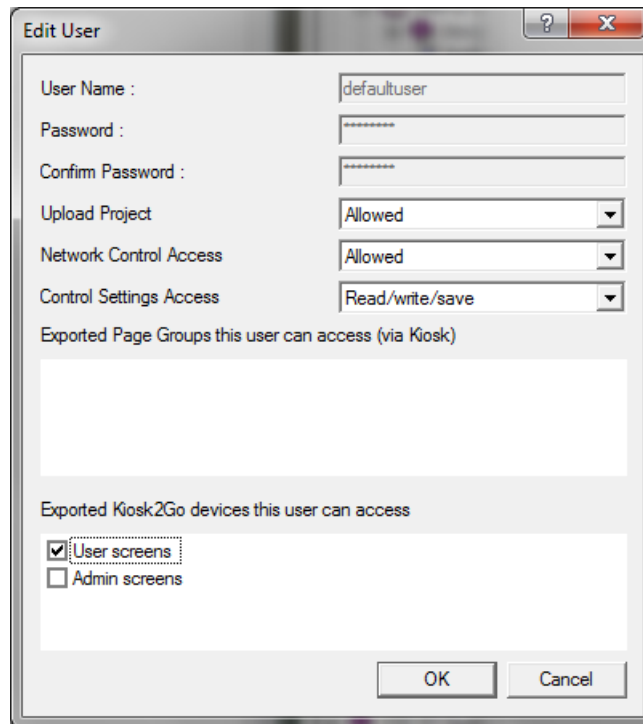 Edit User
?
X
User Name : defaultuser
Password : ********
Confirm Password : ********
Upload Project Allowed
Network Control Access Allowed
Control Settings Access Read/write/save
Exported Page Groups this user can access (via Kiosk)
Exported Kiosk2Go devices this user can access
User screens
Admin screens
OK Cancel